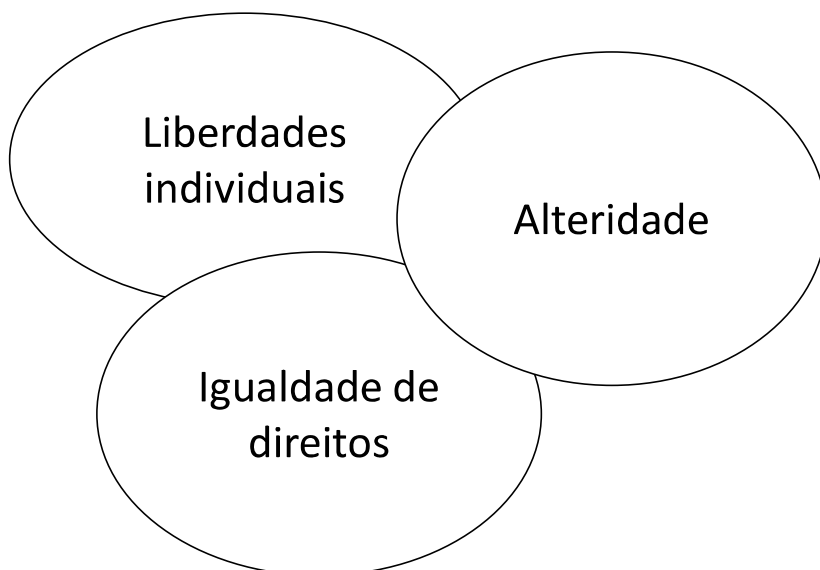 Liberdades
individuais
Alteridade
Igualdade de
direitos